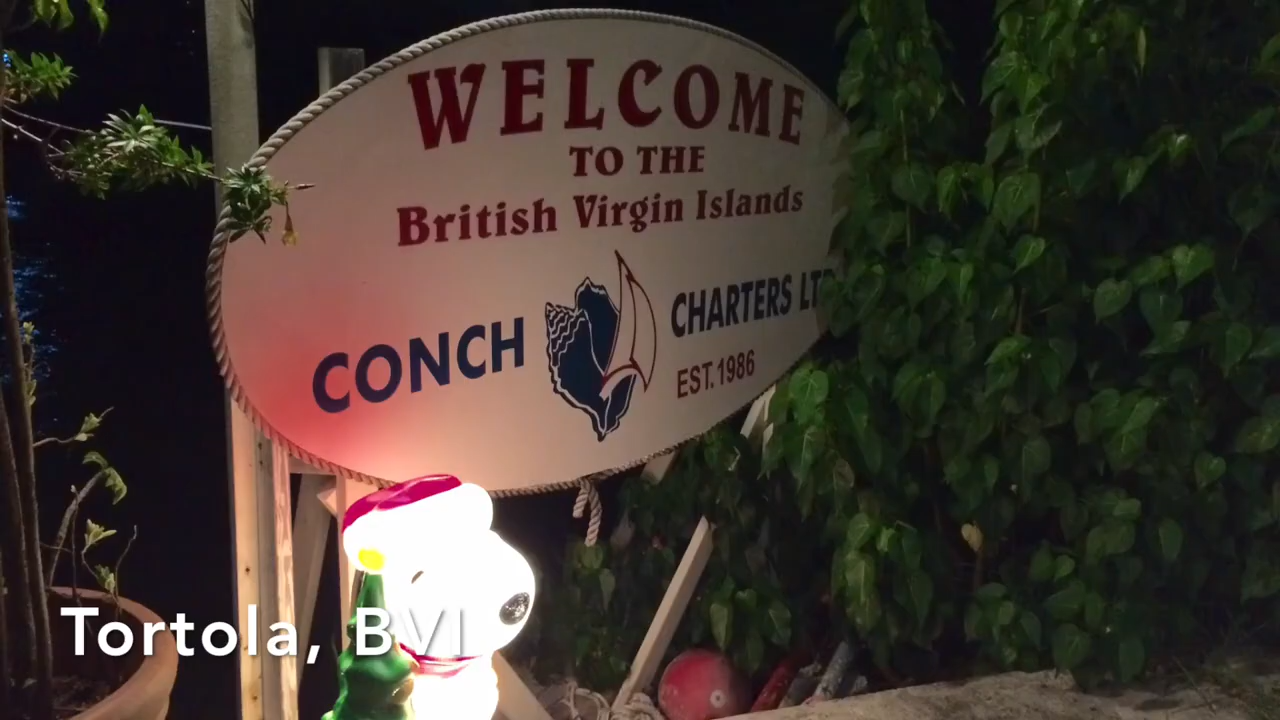 WELCOME
TO THE
British Virgin Islands
CONCH
CHARTERS LTD
EST. 1986
Tortola, BVI